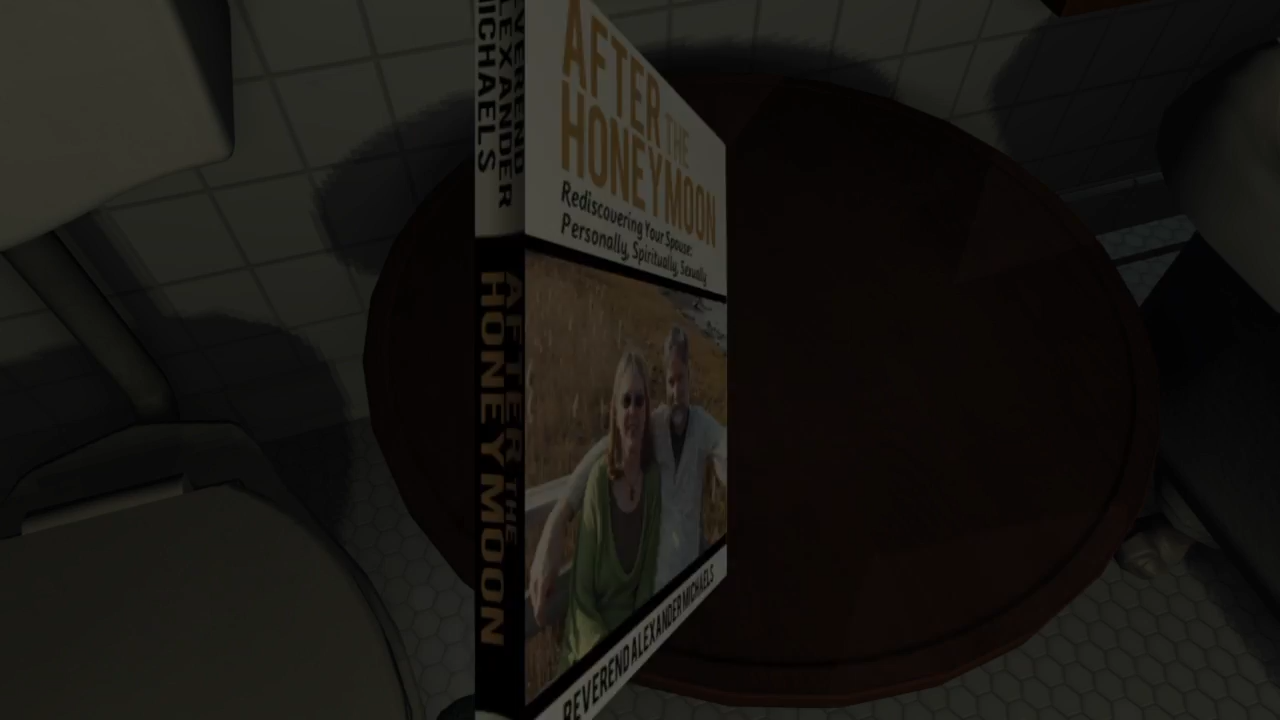 REVEREND
ALEXANDER
MICHAELS
AFTER THE
HONEYMOON
AFTER THE
HONEYMOON
Rediscovering Your Spouse:
Personally, Spiritually, Sexually
REVEREND ALEXANDER MICHAELS